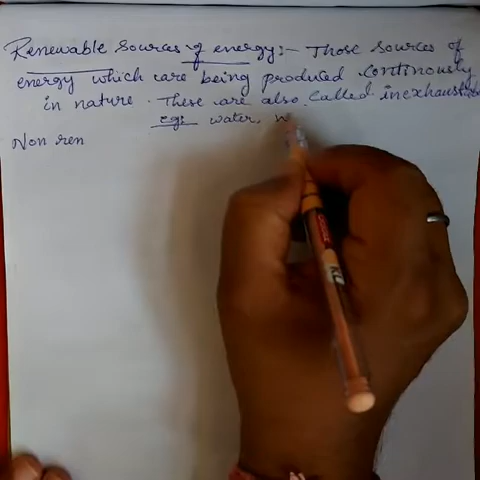 Renewable sources of energy:- Those sources of
energy which are being produced continously
in nature. These are also called inexhaustible
eg: water, w
Non ren